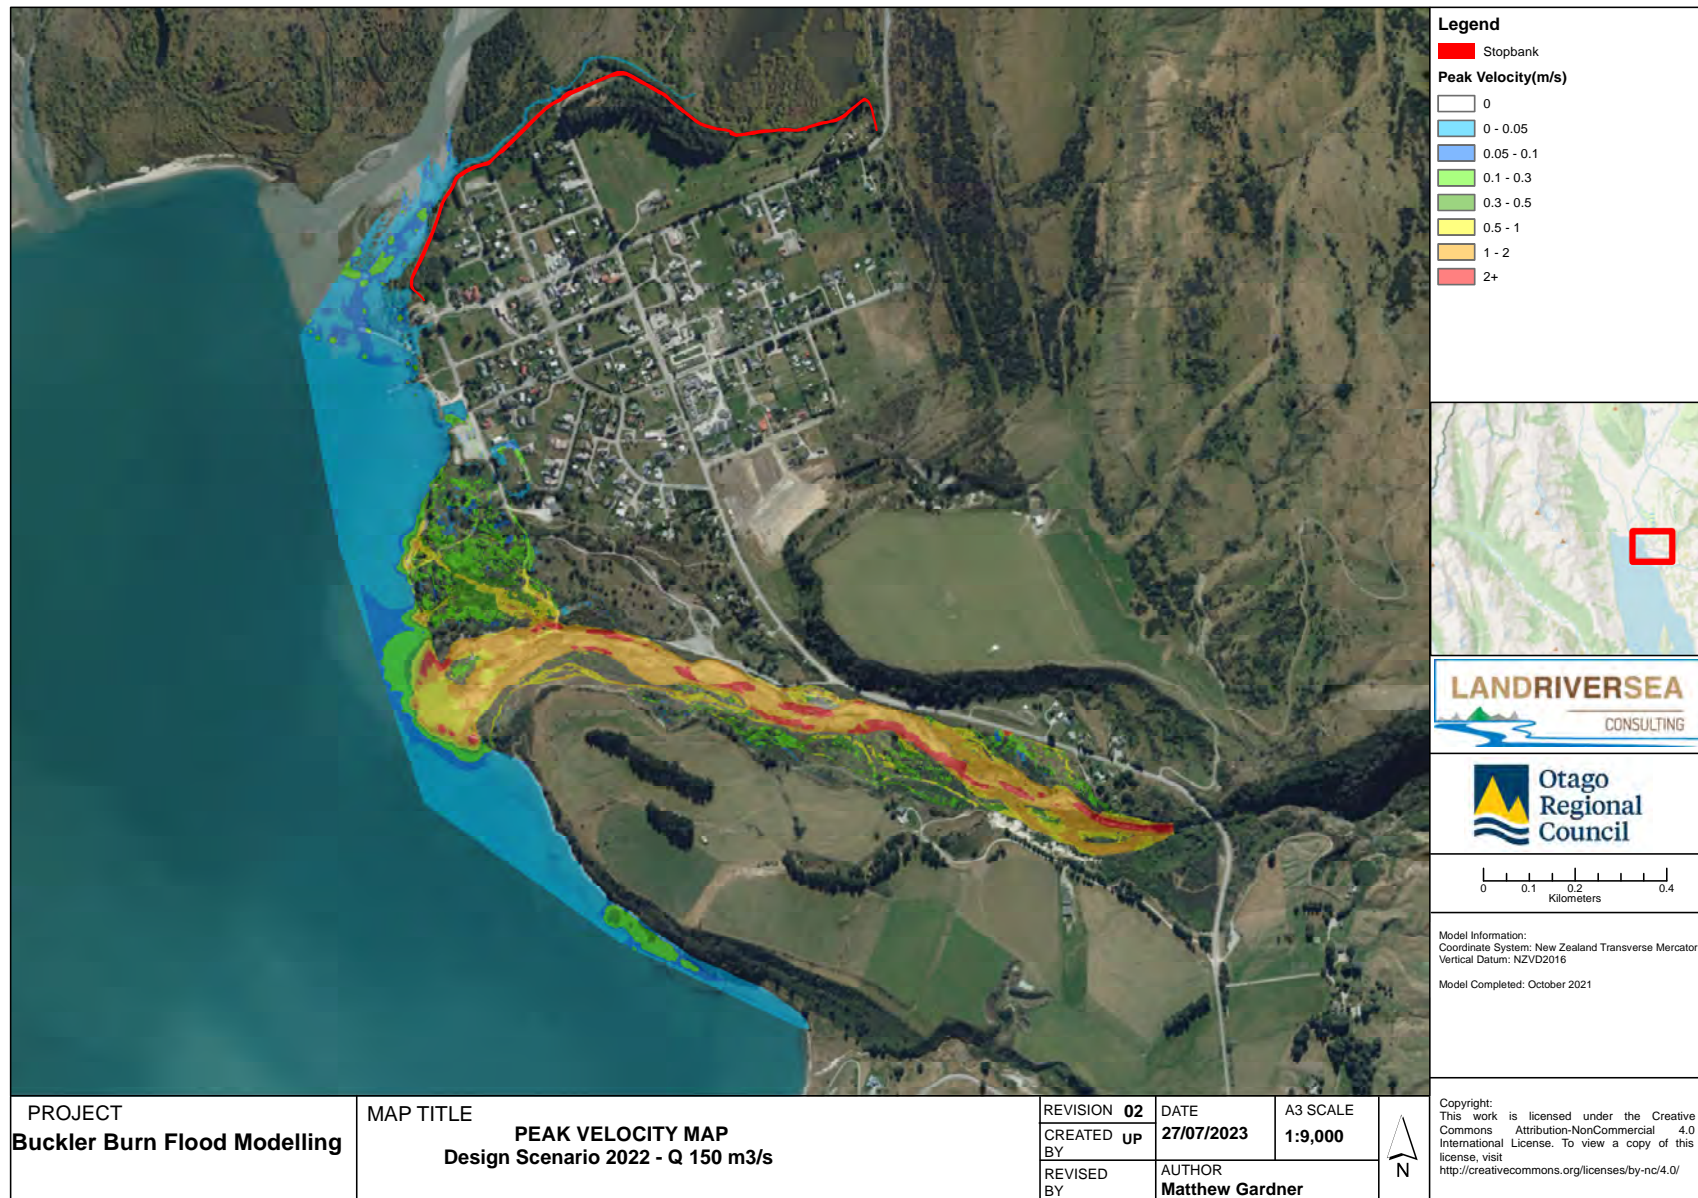 Legend
Stopbank
Peak Velocity(m/s)
0
0 - 0.05
0.05 - 0.1
0.1 - 0.3
0.3 - 0.5
0.5 - 1
1 - 2
2+
LANDRIVERSEA
CONSULTING
Otago
Regional
Council
0 0.1 0.2 0.4
Kilometers
Model Information:
Coordinate System: New Zealand Transverse Mercator
Vertical Datum: NZVD2016
Model Completed: October 2021
Copyright:
This work is licensed under the Creative
Commons Attribution-NonCommercial 4.0
International License. To view a copy of this
license, visit
http://creativecommons.org/licenses/by-nc/4.0/
PROJECT
Buckler Burn Flood Modelling
MAP TITLE
PEAK VELOCITY MAP
Design Scenario 2022 - Q 150 m3/s
REVISION 02
CREATED BY UP
REVISED BY
DATE
27/07/2023
A3 SCALE
1:9,000
AUTHOR
Matthew Gardner
N